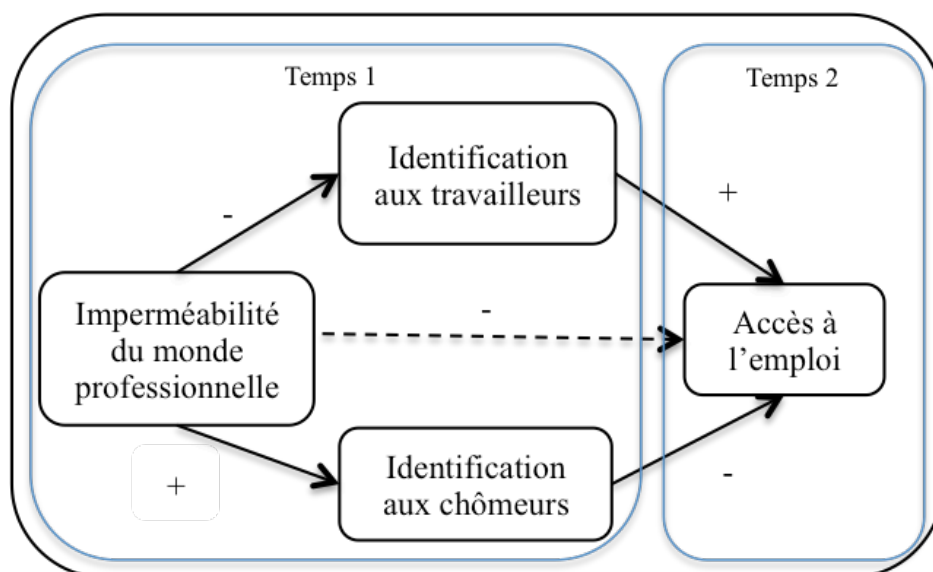 Temps 1
Temps 2
Identification
aux travailleurs
-
+
Imperméabilité
du monde
professionnelle
-
Accès à
l'emploi
+
Identification
aux chômeurs
-